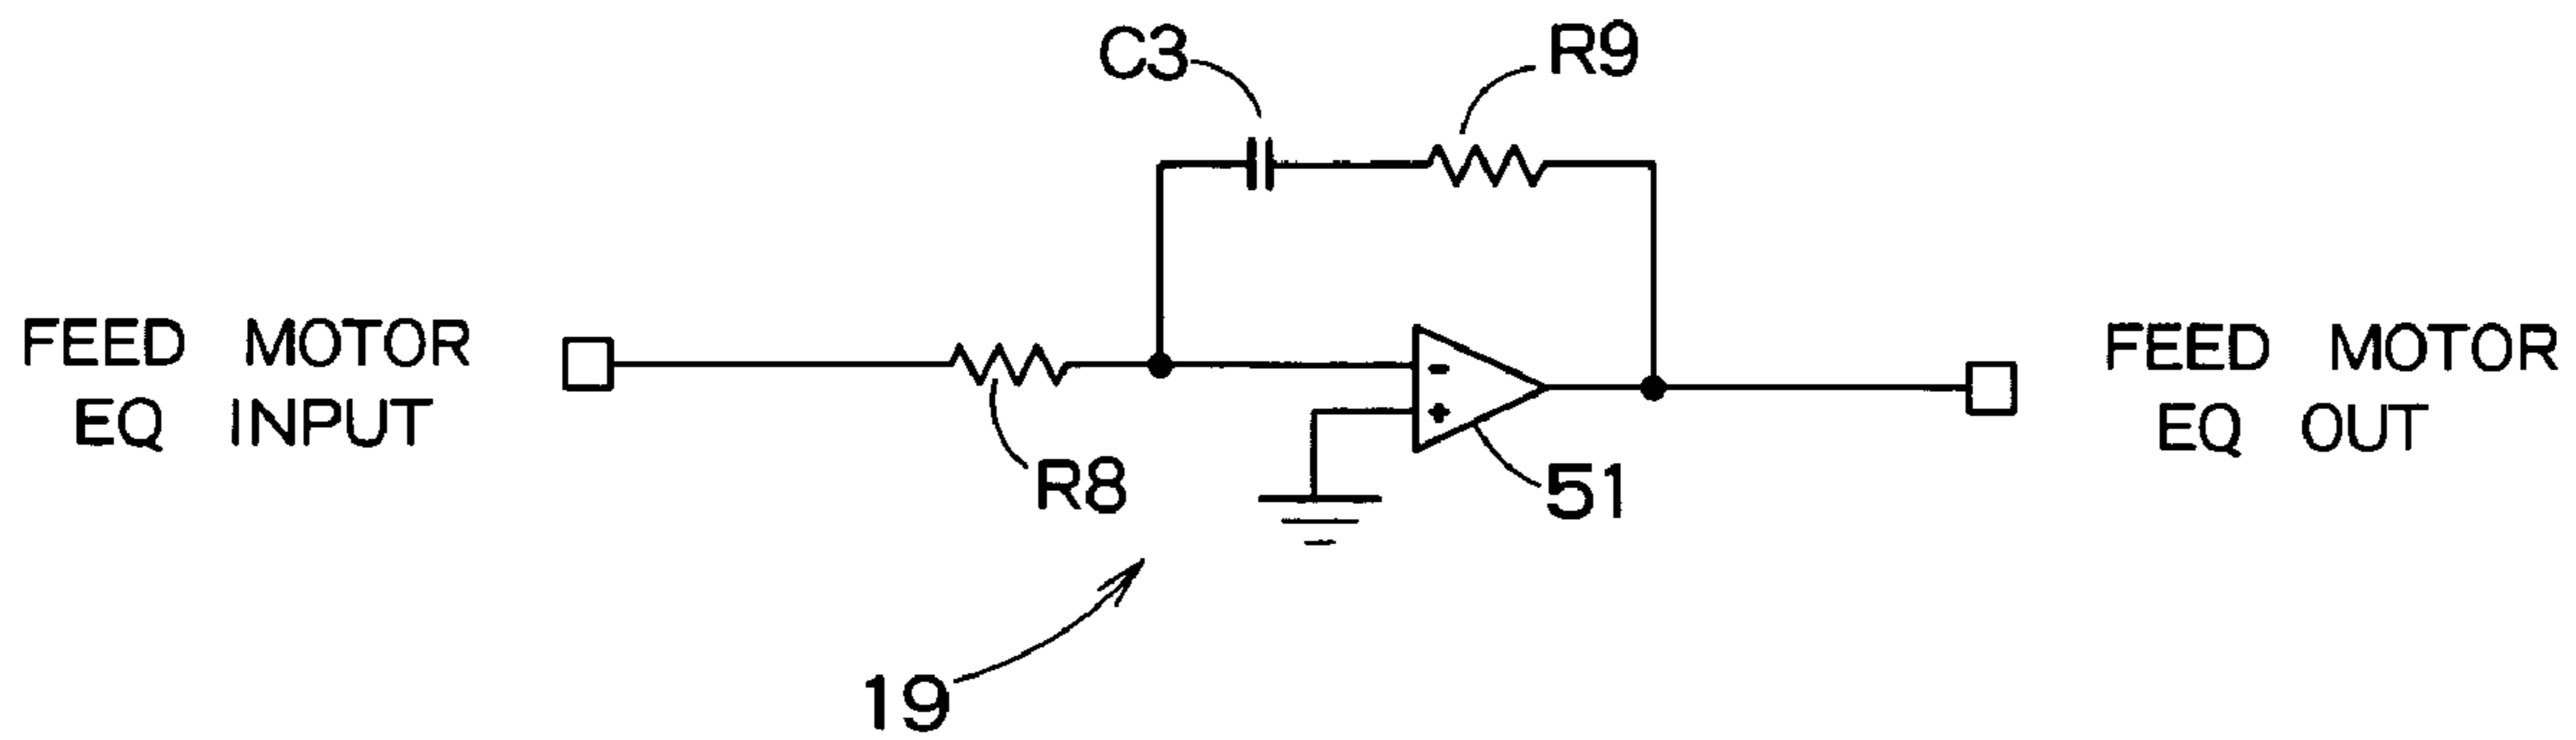 C3
R9
FEED MOTOR
EQ INPUT
R8
-
+
51
FEED MOTOR
EQ OUT
19